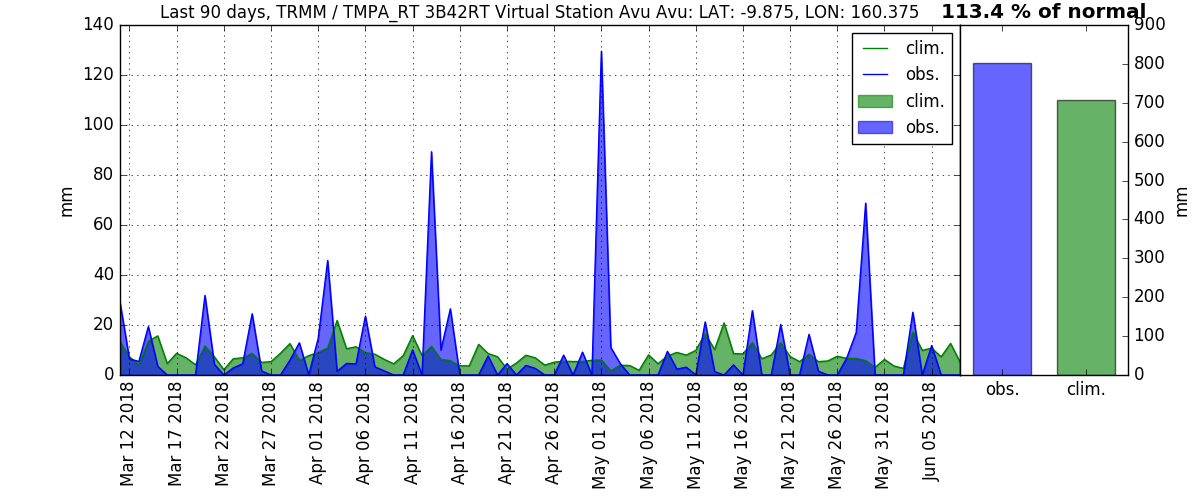 Last 90 days, TRMM / TMPA_RT 3B42RT Virtual Station Avu Avu: LAT: -9.875, LON: 160.375
113.4 % of normal
mm
140
120
100
80
60
40
20
0
clim.
obs.
clim.
obs.
900
800
700
600
500
400
300
200
100
0
mm
Mar 12 2018
Mar 17 2018
Mar 22 2018
Mar 27 2018
Apr 01 2018
Apr 06 2018
Apr 11 2018
Apr 16 2018
Apr 21 2018
Apr 26 2018
May 01 2018
May 06 2018
May 11 2018
May 16 2018
May 21 2018
May 26 2018
May 31 2018
Jun 05 2018
obs.
clim.